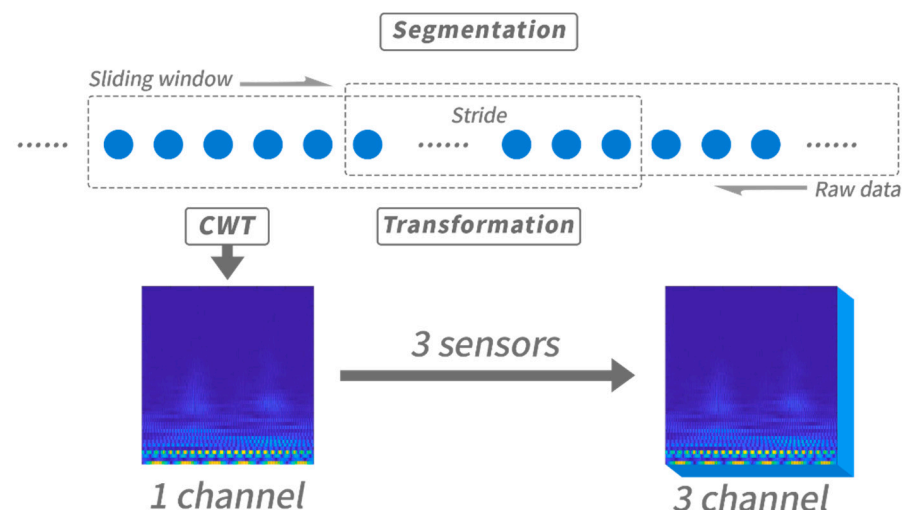 Segmentation
Sliding window
Stride
...... ...... ......
Raw data
CWT
Transformation
3 sensors
1 channel
3 channel